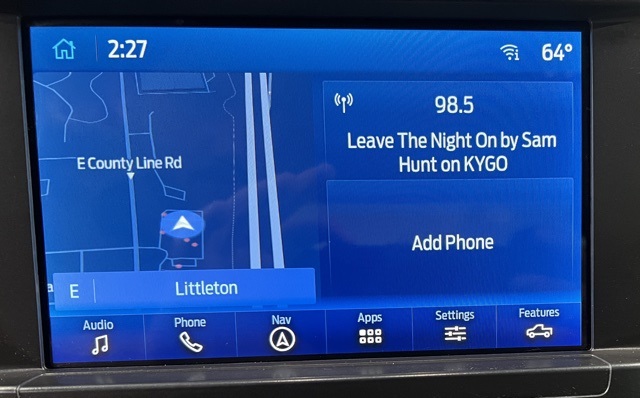 2:27
64°
E County Line Rd
98.5
Leave The Night On by Sam
Hunt on KYGO
Add Phone
E
Littleton
Audio
Phone
Nav
Apps
Settings
Features